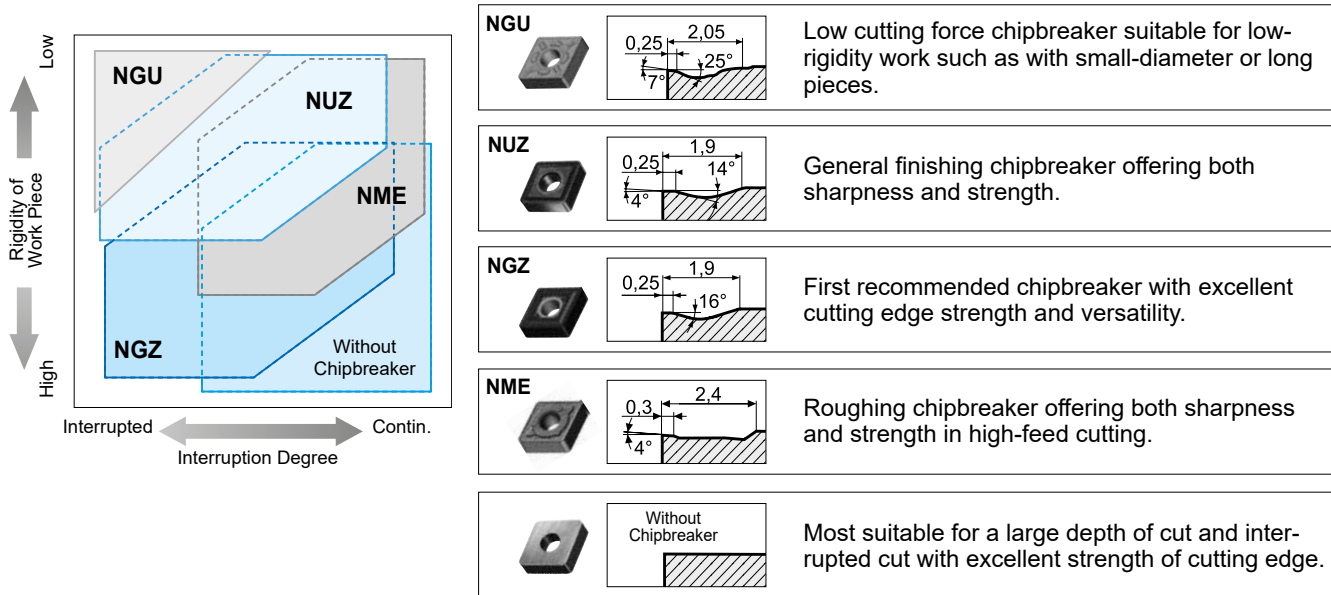 Low
Rigidity of
Work Piece
High
NGU
NUZ
NME
NGZ
Without
Chipbreaker
Interrupted
Contin.
Interruption Degree
NGU
2,05
0,25
25°
7°
Low cutting force chipbreaker suitable for low-
rigidity work such as with small-diameter or long
pieces.
NUZ
1,9
0,25
14°
4°
General finishing chipbreaker offering both
sharpness and strength.
NGZ
1,9
0,25
16°
First recommended chipbreaker with excellent
cutting edge strength and versatility.
NME
2,4
0,3
4°
Roughing chipbreaker offering both sharpness
and strength in high-feed cutting.
Without
Chipbreaker
Most suitable for a large depth of cut and inter-
rupted cut with excellent strength of cutting edge.